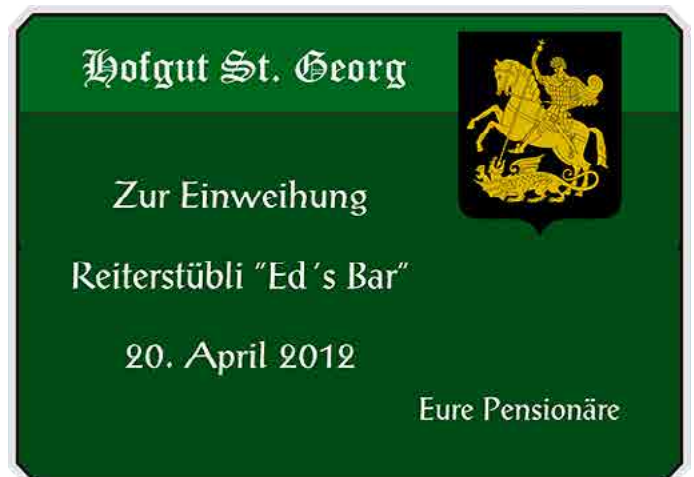 Hofgut St. Georg
Zur Einweihung
Reiterstübli "Ed´s Bar"
20. April 2012
Eure Pensionäre